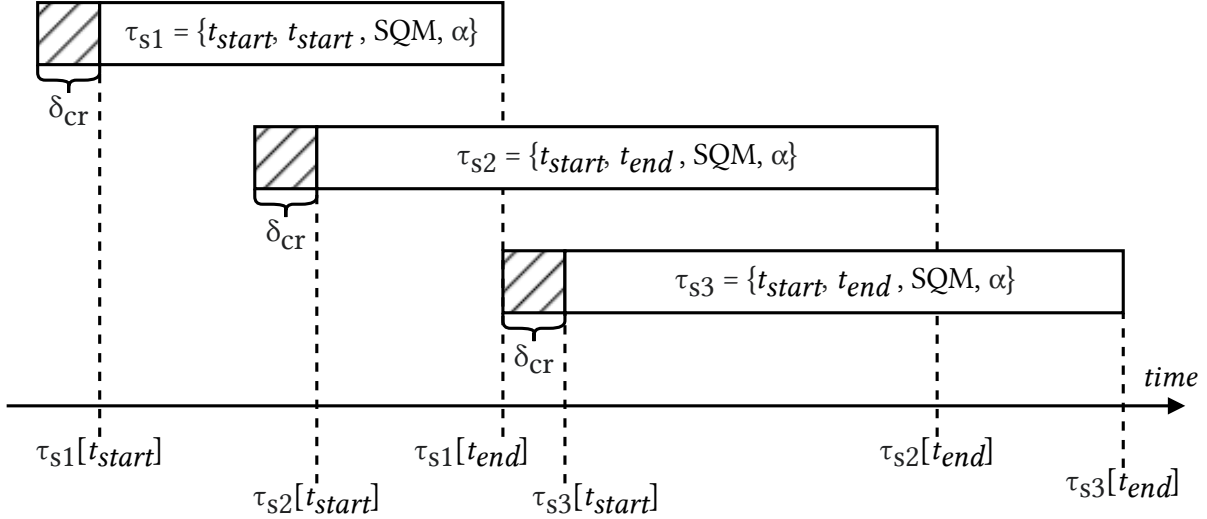 τs1 = {tstart, tstart , SQM, α}
δcr
τs2 = {tstart, tend , SQM, α}
δcr
τs3 = {tstart, tend , SQM, α}
δcr
time
τs1[tstart]
τs1[tend]
τs2[tend]
τs2[tstart]
τs3[tstart]
τs3[tend]